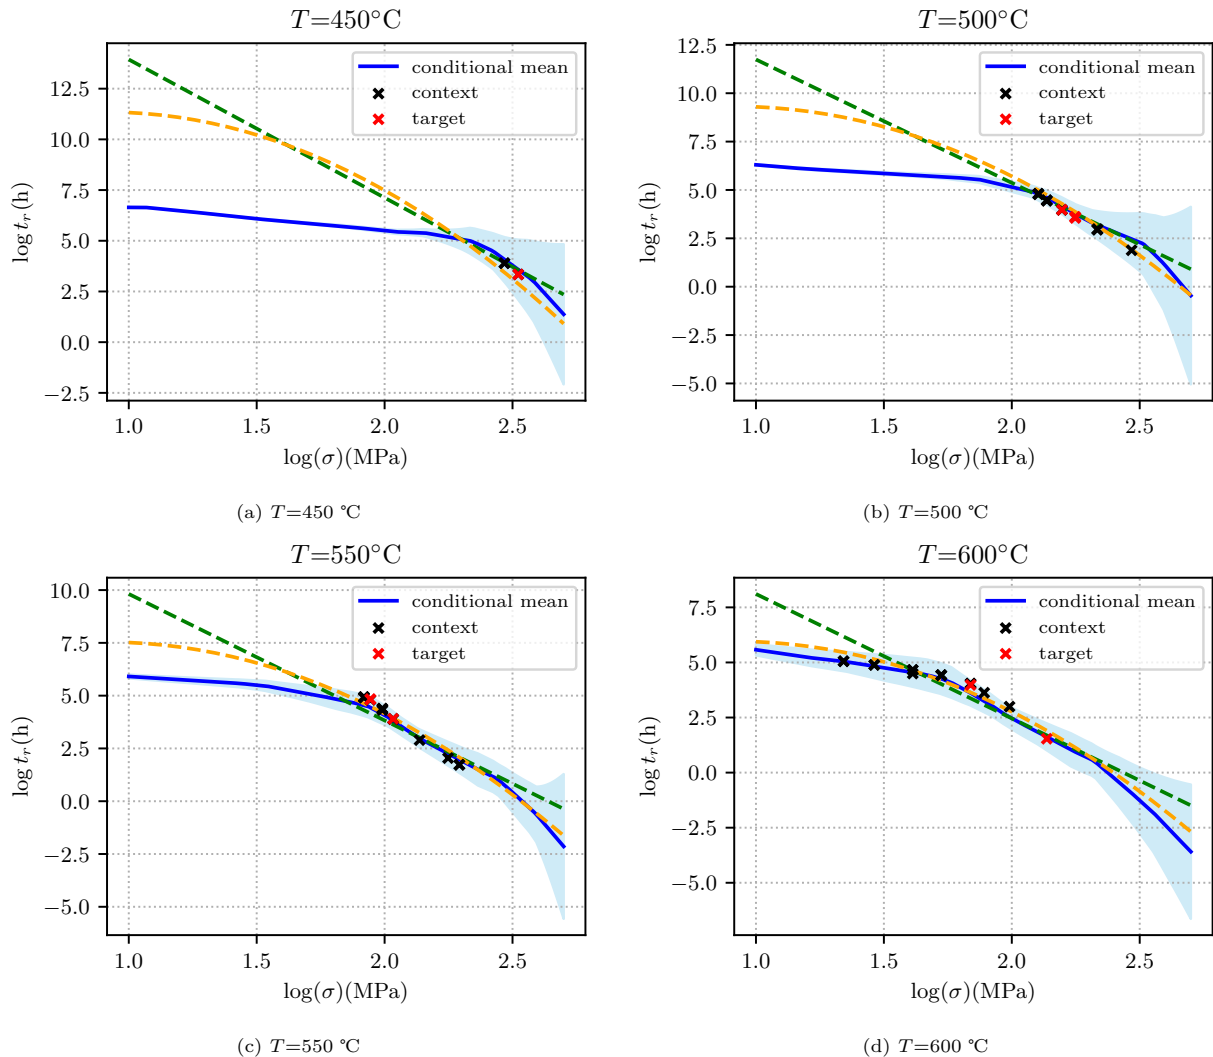 T=450°C
12.5
10.0
7.5
5.0
2.5
0.0
−2.5
log t_r(h)
conditional mean
context
target
1.0
1.5
2.0
2.5
log(σ)(MPa)
(a) T=450 ℃
T=500°C
12.5
10.0
7.5
5.0
2.5
0.0
−2.5
−5.0
log t_r(h)
conditional mean
context
target
1.0
1.5
2.0
2.5
log(σ)(MPa)
(b) T=500 ℃
T=550°C
10.0
7.5
5.0
2.5
0.0
−2.5
−5.0
log t_r(h)
conditional mean
context
target
1.0
1.5
2.0
2.5
log(σ)(MPa)
(c) T=550 ℃
T=600°C
7.5
5.0
2.5
0.0
−2.5
−5.0
log t_r(h)
conditional mean
context
target
1.0
1.5
2.0
2.5
log(σ)(MPa)
(d) T=600 ℃